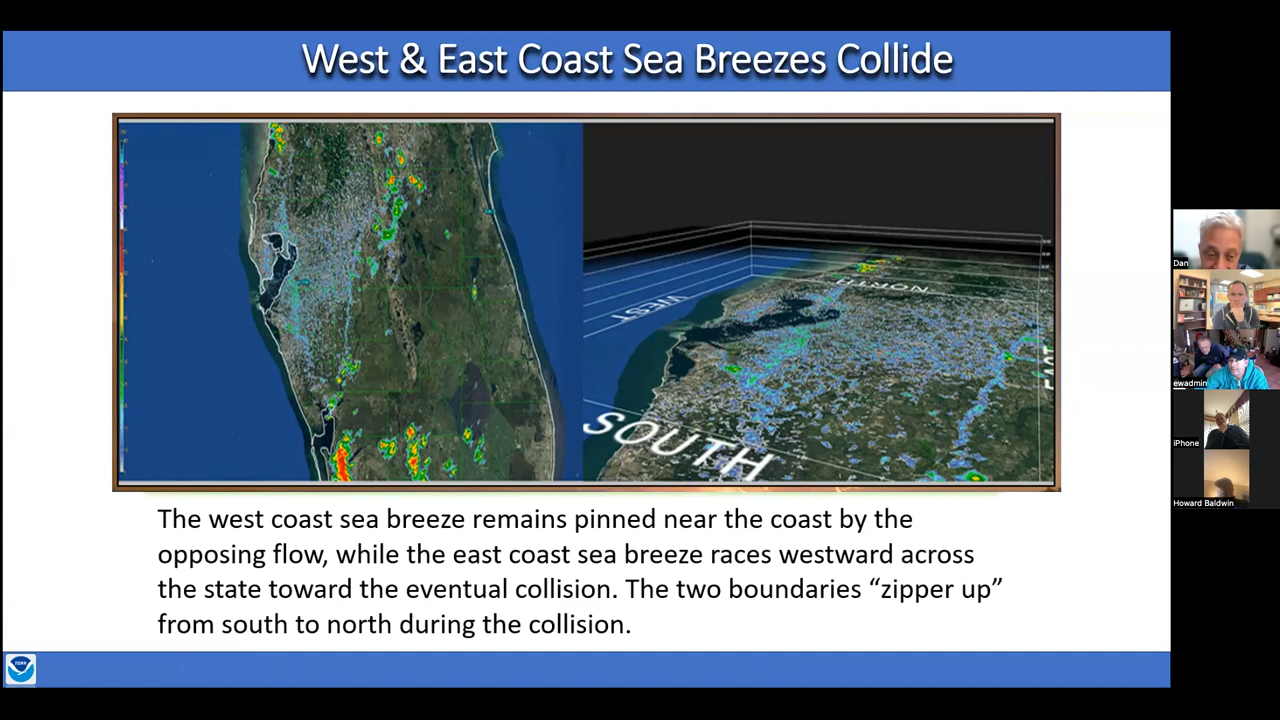 West & East Coast Sea Breezes Collide
WEST
NORTH
EAST
SOUTH
The west coast sea breeze remains pinned near the coast by the
opposing flow, while the east coast sea breeze races westward across
the state toward the eventual collision. The two boundaries “zipper up”
from south to north during the collision.
Dan
ewadmin
iPhone
Howard Baldwin